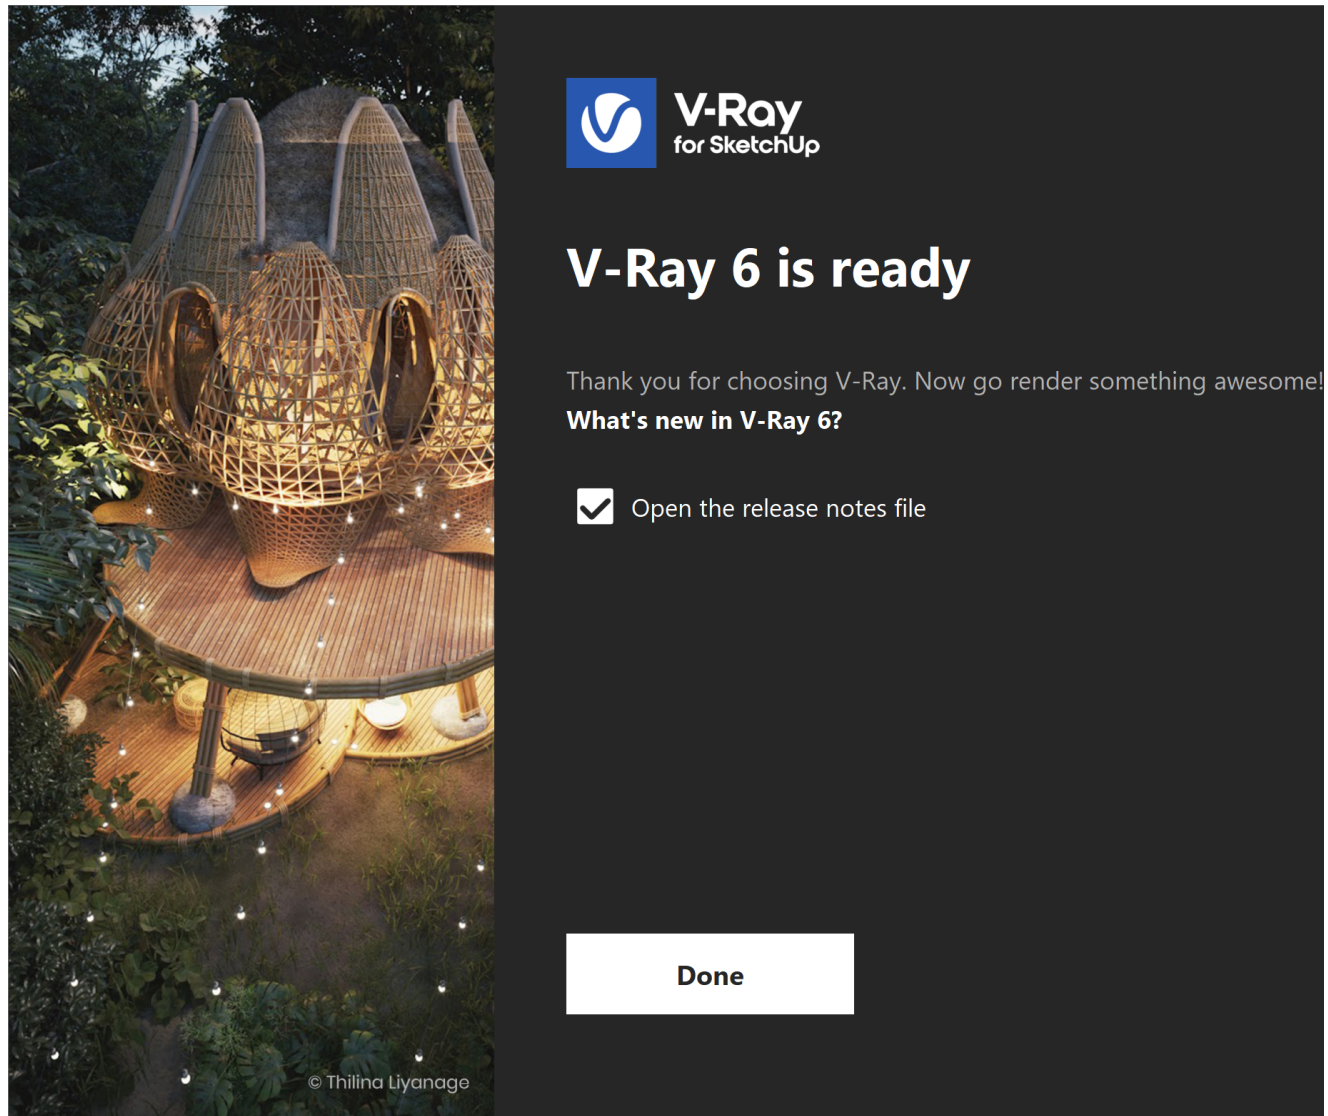 V-Ray
for SketchUp
V-Ray 6 is ready
Thank you for choosing V-Ray. Now go render something awesome!
What's new in V-Ray 6?
Open the release notes file
Done
© Thilina Liyanage